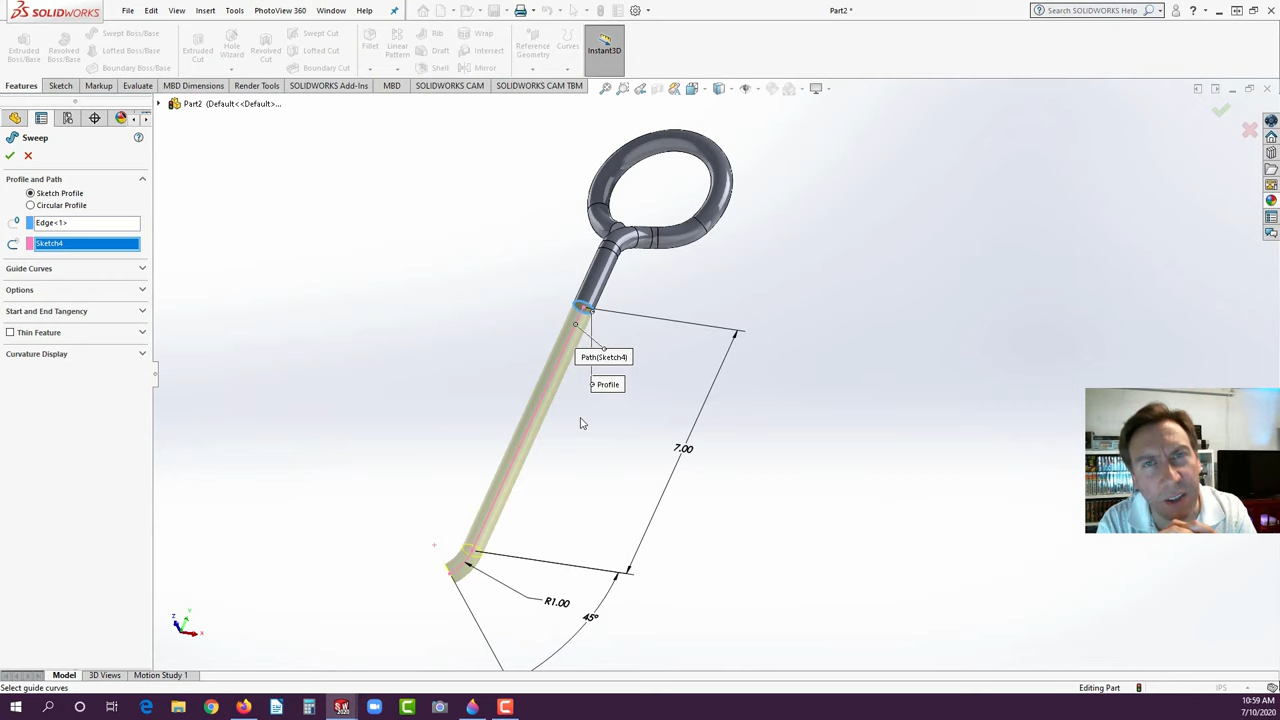 SOLIDWORKS File Edit View Insert Tools PhotoView 360 Window Help Part2 * Search SolidWorks Help
Extruded Boss/Base
Revolved Boss/Base
Swept Boss/Base
Lofted Boss/Base
Boundary Boss/Base
Extruded Cut
Hole Wizard
Revolved Cut
Swept Cut
Lofted Cut
Boundary Cut
Fillet
Linear Pattern
Rib
Draft
Shell
Wrap
Intersect
Mirror
Reference Geometry
Curves
Instant3D
Features Sketch Markup Evaluate MBD Dimensions Render Tools SOLIDWORKS Add-Ins MBD SOLIDWORKS CAM SOLIDWORKS CAM TBM
Part2 (Default<<Default>...
Sweep
Profile and Path
Sketch Profile
Circular Profile
Edge<1>
Sketch4
Guide Curves
Options
Start and End Tangency
Thin Feature
Curvature Display
Path(Sketch4)
Profile
7.00
R1.00
45°
Model 3D Views Motion Study 1
Select guide curves Editing Part IPS
10:59 AM
7/10/2020